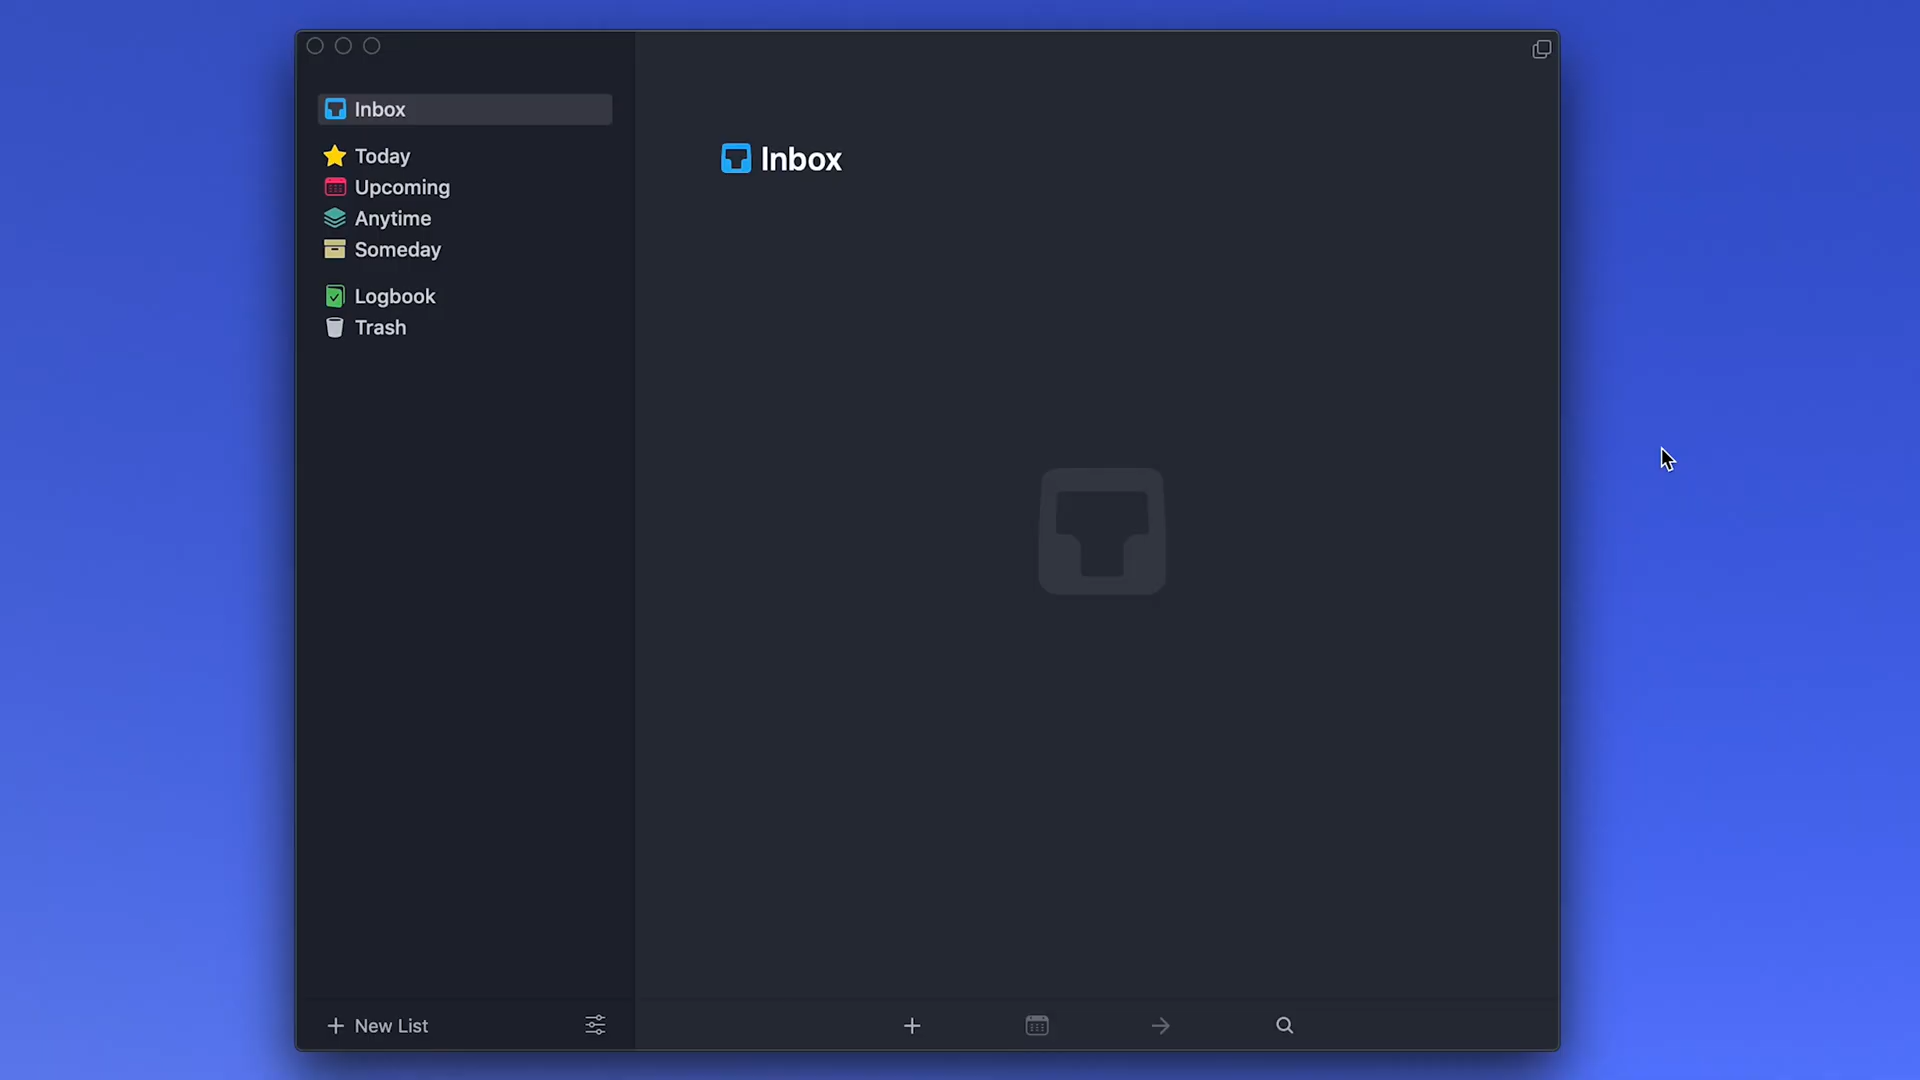 Inbox
Today
Upcoming
Anytime
Someday
Logbook
Trash
New List
Inbox